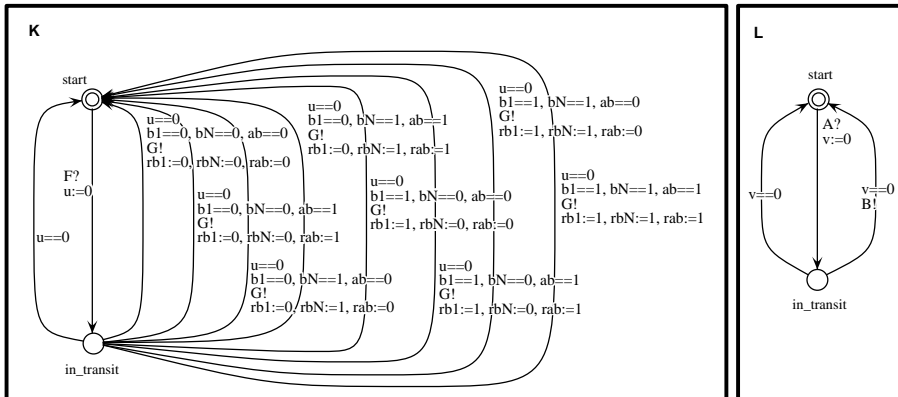 K
start
F?
u:=0
u==0
u==0
b1==0, bN==0, ab==0
G!
rb1:=0, rbN:=0, rab:=0
u==0
b1==0, bN==0, ab==1
G!
rb1:=0, rbN:=0, rab:=1
u==0
b1==0, bN==1, ab==0
G!
rb1:=0, rbN:=1, rab:=0
u==0
b1==0, bN==1, ab==1
G!
rb1:=0, rbN:=1, rab:=1
u==0
b1==1, bN==0, ab==0
G!
rb1:=1, rbN:=0, rab:=0
u==0
b1==1, bN==0, ab==1
G!
rb1:=1, rbN:=0, rab:=1
u==0
b1==1, bN==1, ab==0
G!
rb1:=1, rbN:=1, rab:=0
u==0
b1==1, bN==1, ab==1
G!
rb1:=1, rbN:=1, rab:=1
in_transit
L
start
A?
v:=0
v==0
v==0
B!
in_transit